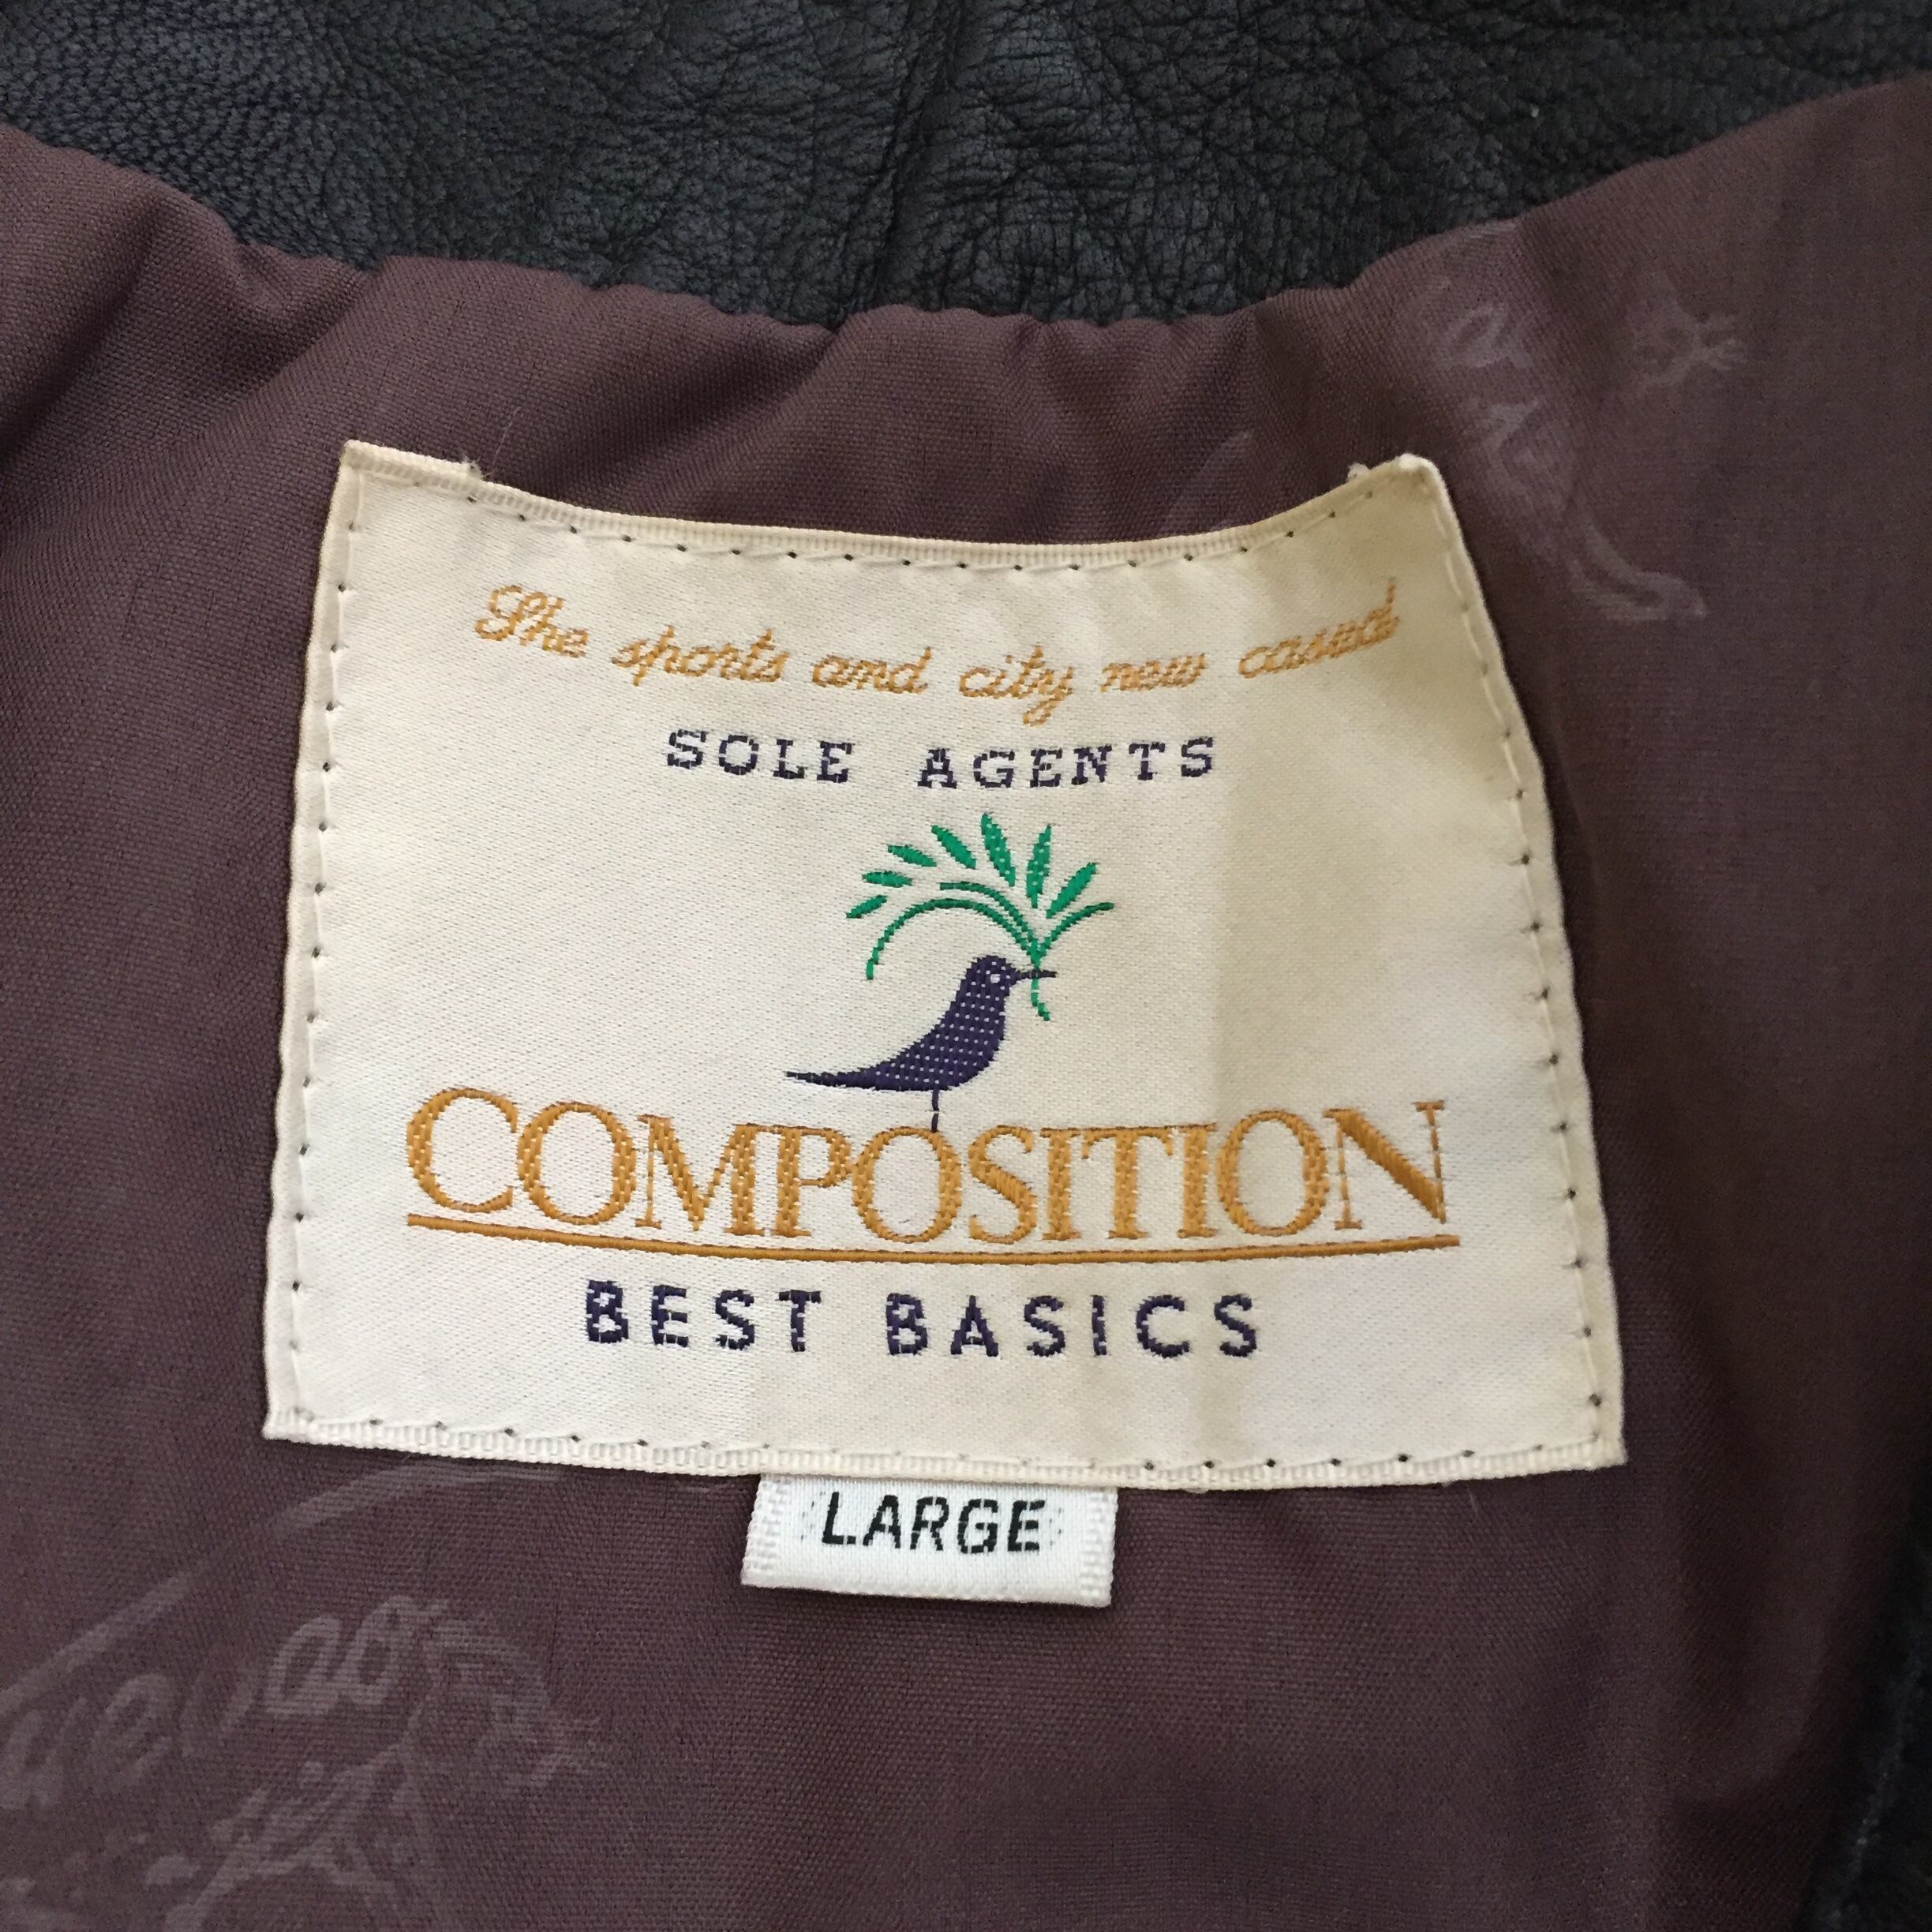 She sports and city new casual
SOLE AGENTS
COMPOSITION
BEST BASICS
LARGE